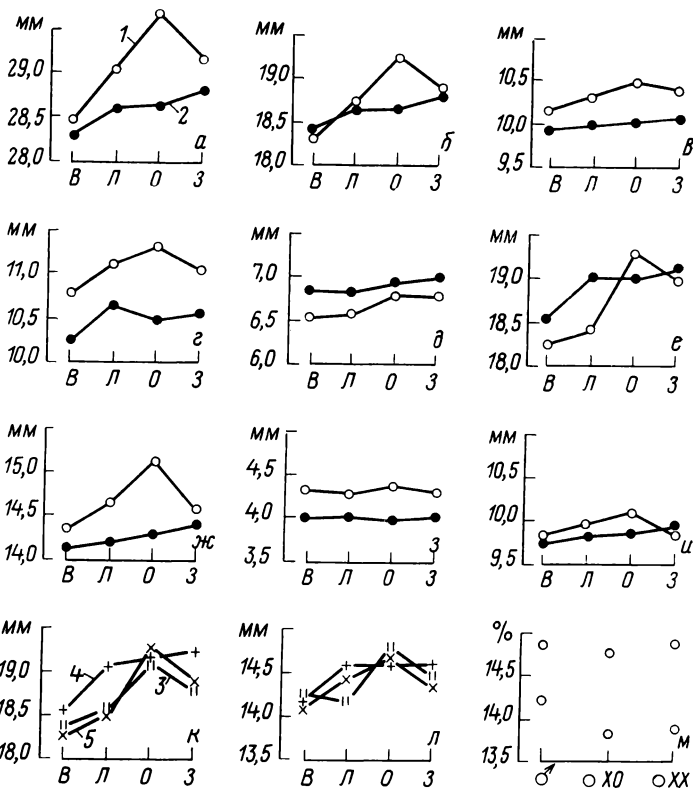 мм мм мм
1
29,0 19,0 10,5
2
28,5 18,5 10,0
28,0 а 18,0 б 9,5 в
В Л О З В Л О З В Л О З
мм мм мм
11,0 7,0 19,0
10,5 6,5 18,5
10,0 г 6,0 д 18,0 е
В Л О З В Л О З В Л О З
мм мм мм
15,0 4,5 10,5
14,5 4,0 10,0
14,0 ж 3,5 з 9,5 и
В Л О З В Л О З В Л О З
мм мм %
19,0 4 3 14,5 14,5
18,5 14,0 14,0
18,0 5 к 13,5 л 13,5 м
В Л О З В Л О З ♂ ХО ХХ